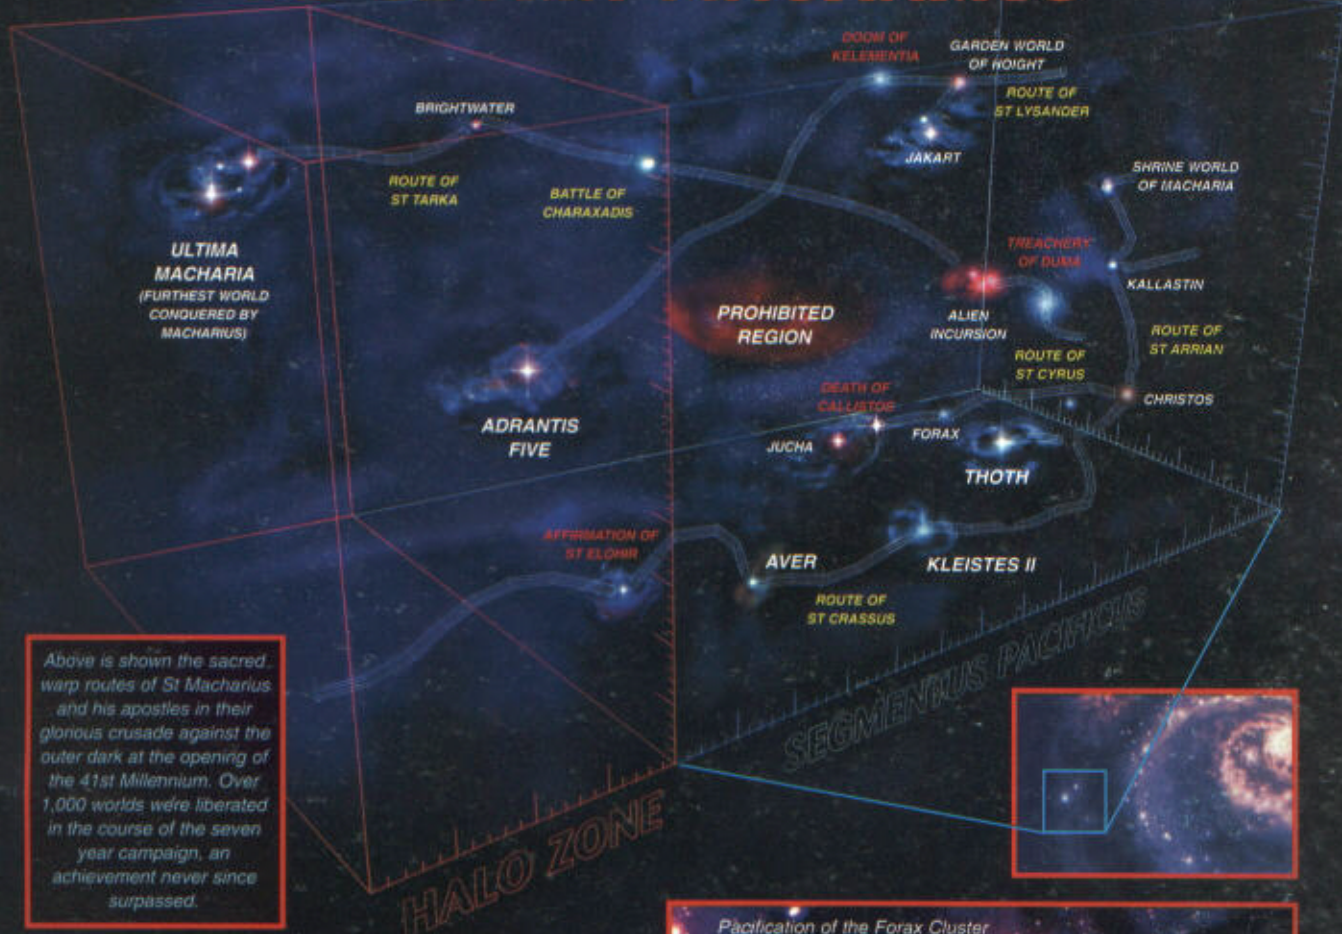 DOOM OF
KELEMENTIA
GARDEN WORLD
OF HOIGHT
ROUTE OF
ST LYSANDER
BRIGHTWATER
JAKART
SHRINE WORLD
OF MACHARIA
ROUTE OF
ST TARKA
BATTLE OF
CHARAXADIS
ULTIMA
MACHARIA
(FURTHEST WORLD
CONQUERED BY
MACHARIUS)
TREACHERY
OF DUMA
KALLASTIN
PROHIBITED
REGION
ALIEN
INCURSION
ROUTE OF
ST ARRIAN
ROUTE OF
ST CYRUS
DEATH OF
CALLISTOS
CHRISTOS
ADRANTIS
FIVE
JUCHA
FORAX
THOTH
AFFIRMATION OF
ST ELOHIR
AVER
KLEISTES II
ROUTE OF
ST CRASSUS
SEGMENTUS PACIFICUS
HALO ZONE
Above is shown the sacred
warp routes of St Macharius
and his apostles in their
glorious crusade against the
outer dark at the opening of
the 41st Millennium. Over
1,000 worlds were liberated
in the course of the seven
year campaign, an
achievement never since
surpassed.
Pacification of the Forax Cluster